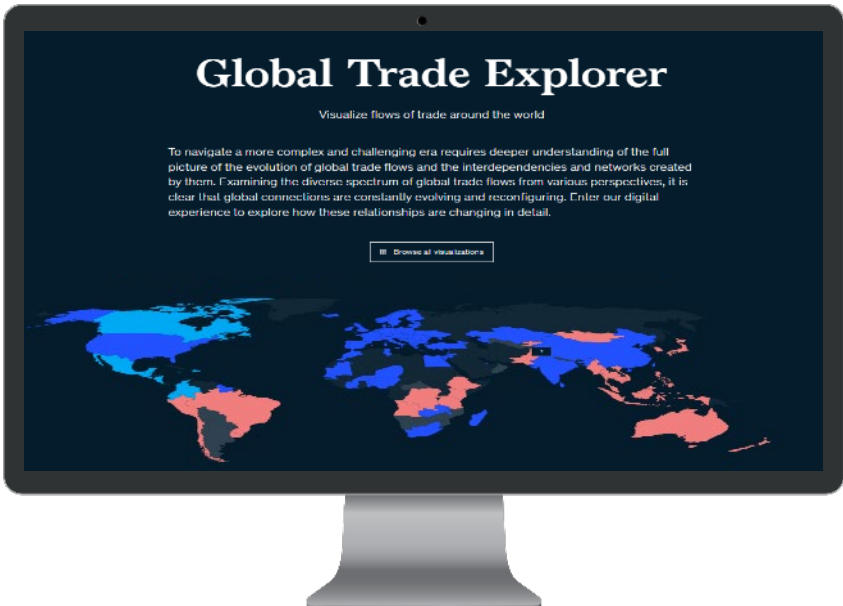 Global Trade Explorer
Visualize flows of trade around the world
To navigate a more complex and challenging era requires deeper understanding of the full
picture of the evolution of global trade flows and the interdependencies and networks created
by them. Examining the diverse spectrum of global trade flows from various perspectives, it is
clear that global connections are constantly evolving and reconfiguring. Enter our digital
experience to explore how these relationships are changing in detail.
Browse all visualizations